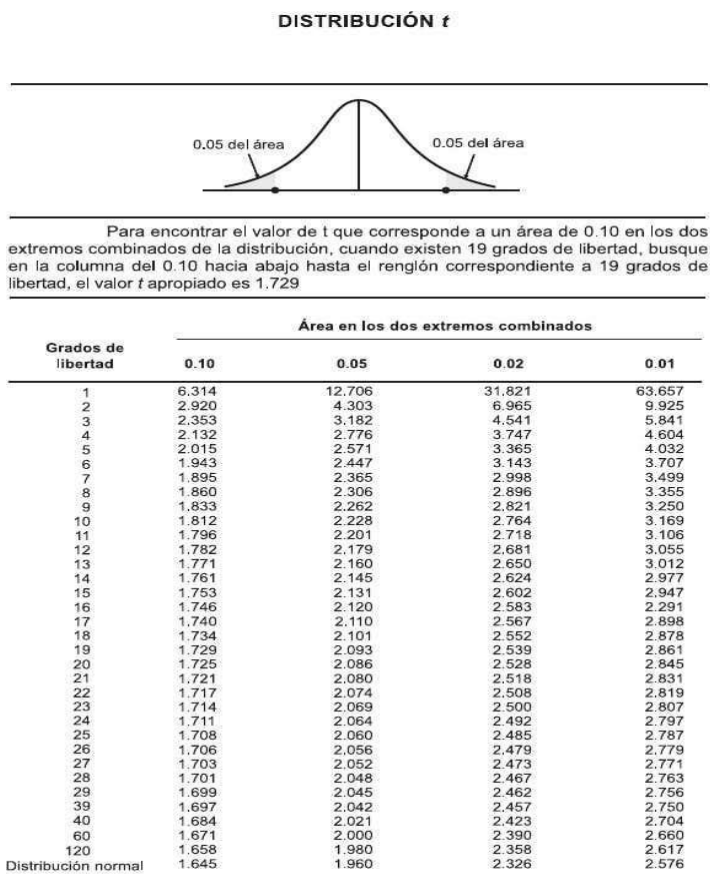 DISTRIBUCIÓN t
0.05 del área
0.05 del área
Para encontrar el valor de t que corresponde a un área de 0.10 en los dos
extremos combinados de la distribución, cuando existen 19 grados de libertad, busque
en la columna del 0.10 hacia abajo hasta el renglón correspondiente a 19 grados de
libertad, el valor t apropiado es 1.729
Área en los dos extremos combinados
Grados de
libertad 0.10 0.05 0.02 0.01
1 6.314 12.706 31,821 63.657
2 2.920 4.303 6.965 9.925
3 2.353 3.182 4.541 5.841
4 2.132 2.776 3.747 4.604
5 2.015 2.571 3.365 4.032
6 1.943 2.447 3.143 3.707
7 1.895 2.365 2.998 3.499
8 1.860 2.306 2.896 3.355
9 1.833 2.262 2.821 3.250
10 1.812 2.228 2.764 3.169
11 1.796 2.201 2.718 3.106
12 1.782 2.179 2.681 3.055
13 1.771 2.160 2.650 3.012
14 1.761 2.145 2.624 2.977
15 1.753 2.131 2.602 2.947
16 1.746 2.120 2.583 2.291
17 1,740 2.110 2.567 2.898
18 1.734 2.101 2.552 2.878
19 1.729 2.093 2.539 2.861
20 1.725 2.086 2.528 2.845
21 1,721 2.080 2.518 2.831
22 1.717 2.074 2.508 2.819
23 1.714 2.069 2.500 2.807
24 1.711 2.064 2.492 2.797
25 1.708 2.060 2.485 2.787
26 1.706 2,056 2,479 2.779
27 1.703 2.052 2.473 2.771
28 1.701 2.048 2.467 2.763
29 1.699 2.045 2.462 2.756
39 1.697 2.042 2.457 2.750
40 1.684 2.021 2.423 2.704
60 1.671 2.000 2.390 2.660
120 1.658 1.980 2.358 2.617
Distribución normal 1.645 1.960 2.326 2.576